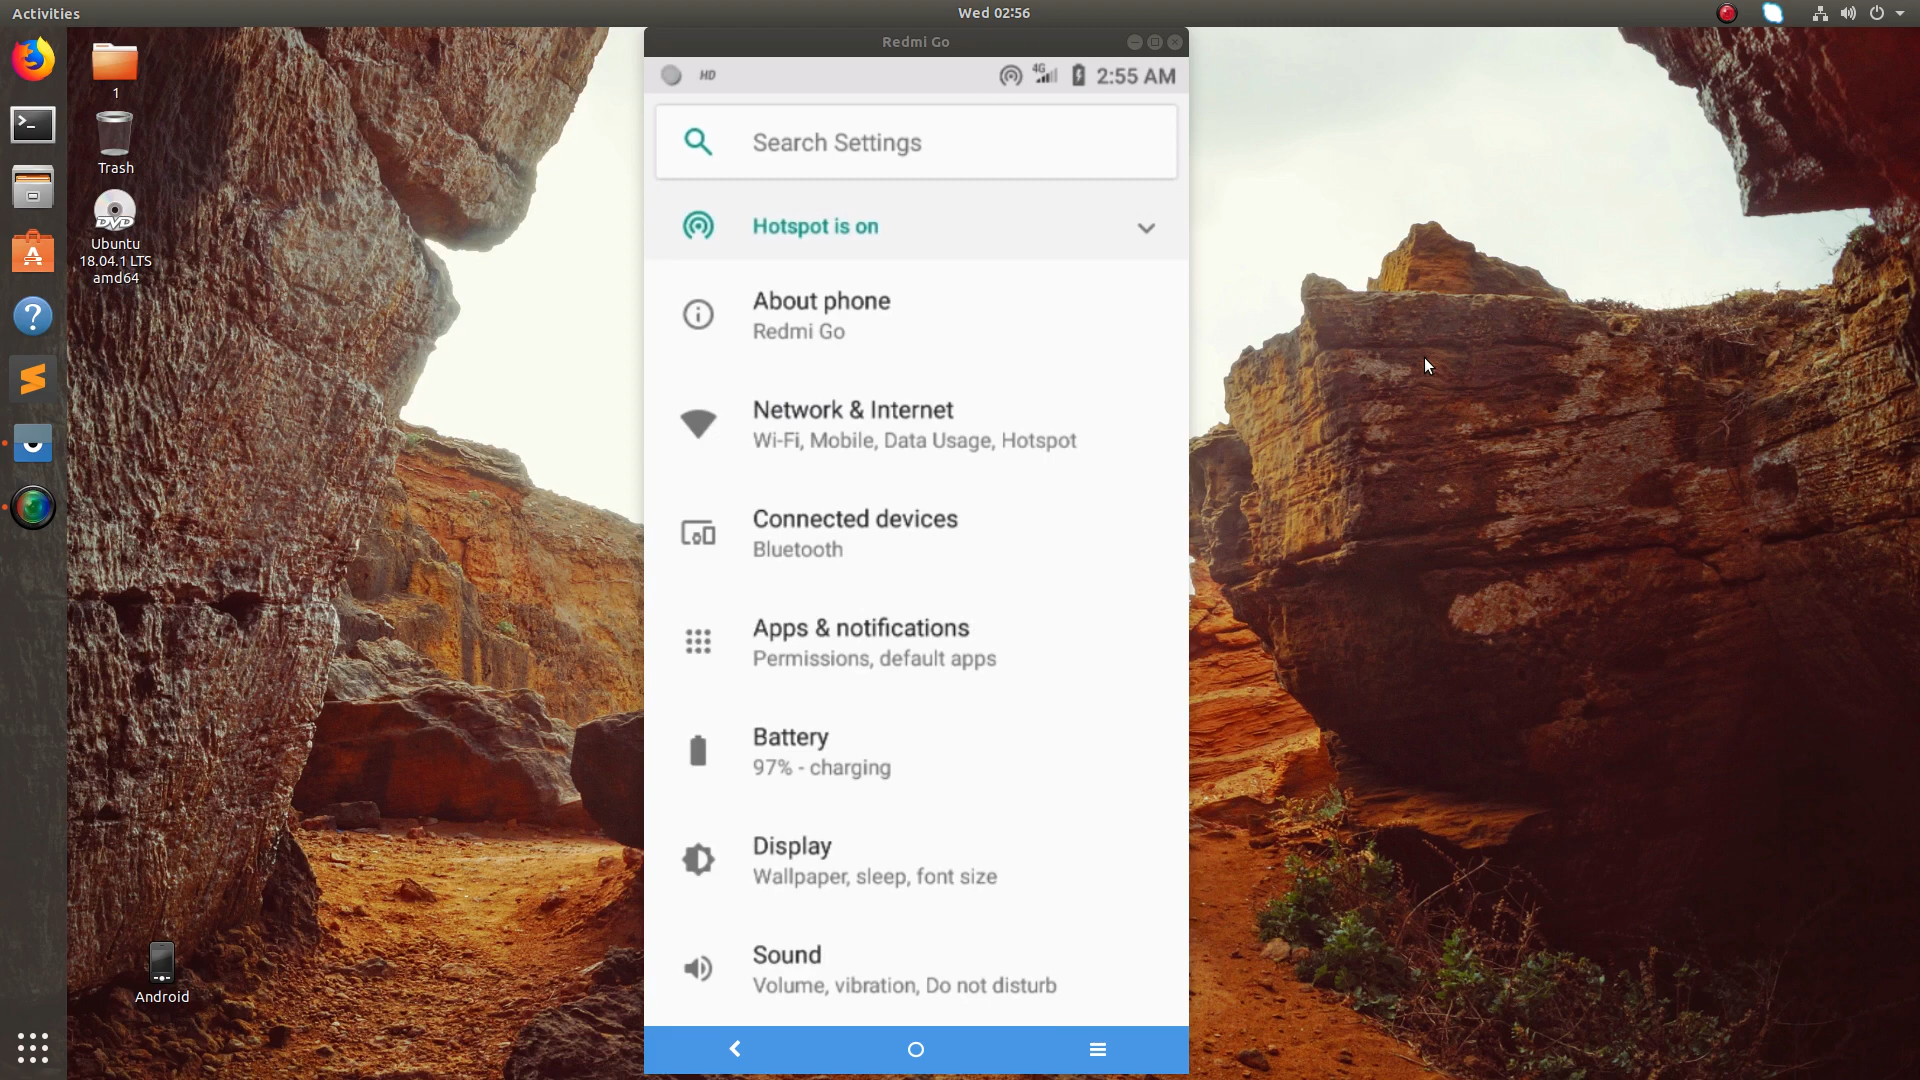 Activities
Wed 02:56
1
Trash
DVD
Ubuntu
18.04.1 LTS
amd64
Android
Redmi Go
HD
4G
2:55 AM
Search Settings
Hotspot is on
About phone
Redmi Go
Network & Internet
Wi-Fi, Mobile, Data Usage, Hotspot
Connected devices
Bluetooth
Apps & notifications
Permissions, default apps
Battery
97% - charging
Display
Wallpaper, sleep, font size
Sound
Volume, vibration, Do not disturb